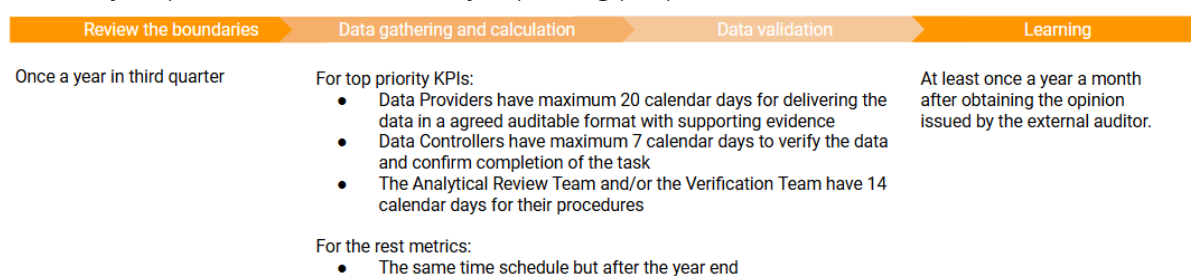 Review the boundaries
Data gathering and calculation
Data validation
Learning
Once a year in third quarter
For top priority KPIs:
● Data Providers have maximum 20 calendar days for delivering the
data in a agreed auditable format with supporting evidence
● Data Controllers have maximum 7 calendar days to verify the data
and confirm completion of the task
● The Analytical Review Team and/or the Verification Team have 14
calendar days for their procedures
For the rest metrics:
● The same time schedule but after the year end
At least once a year a month
after obtaining the opinion
issued by the external auditor.